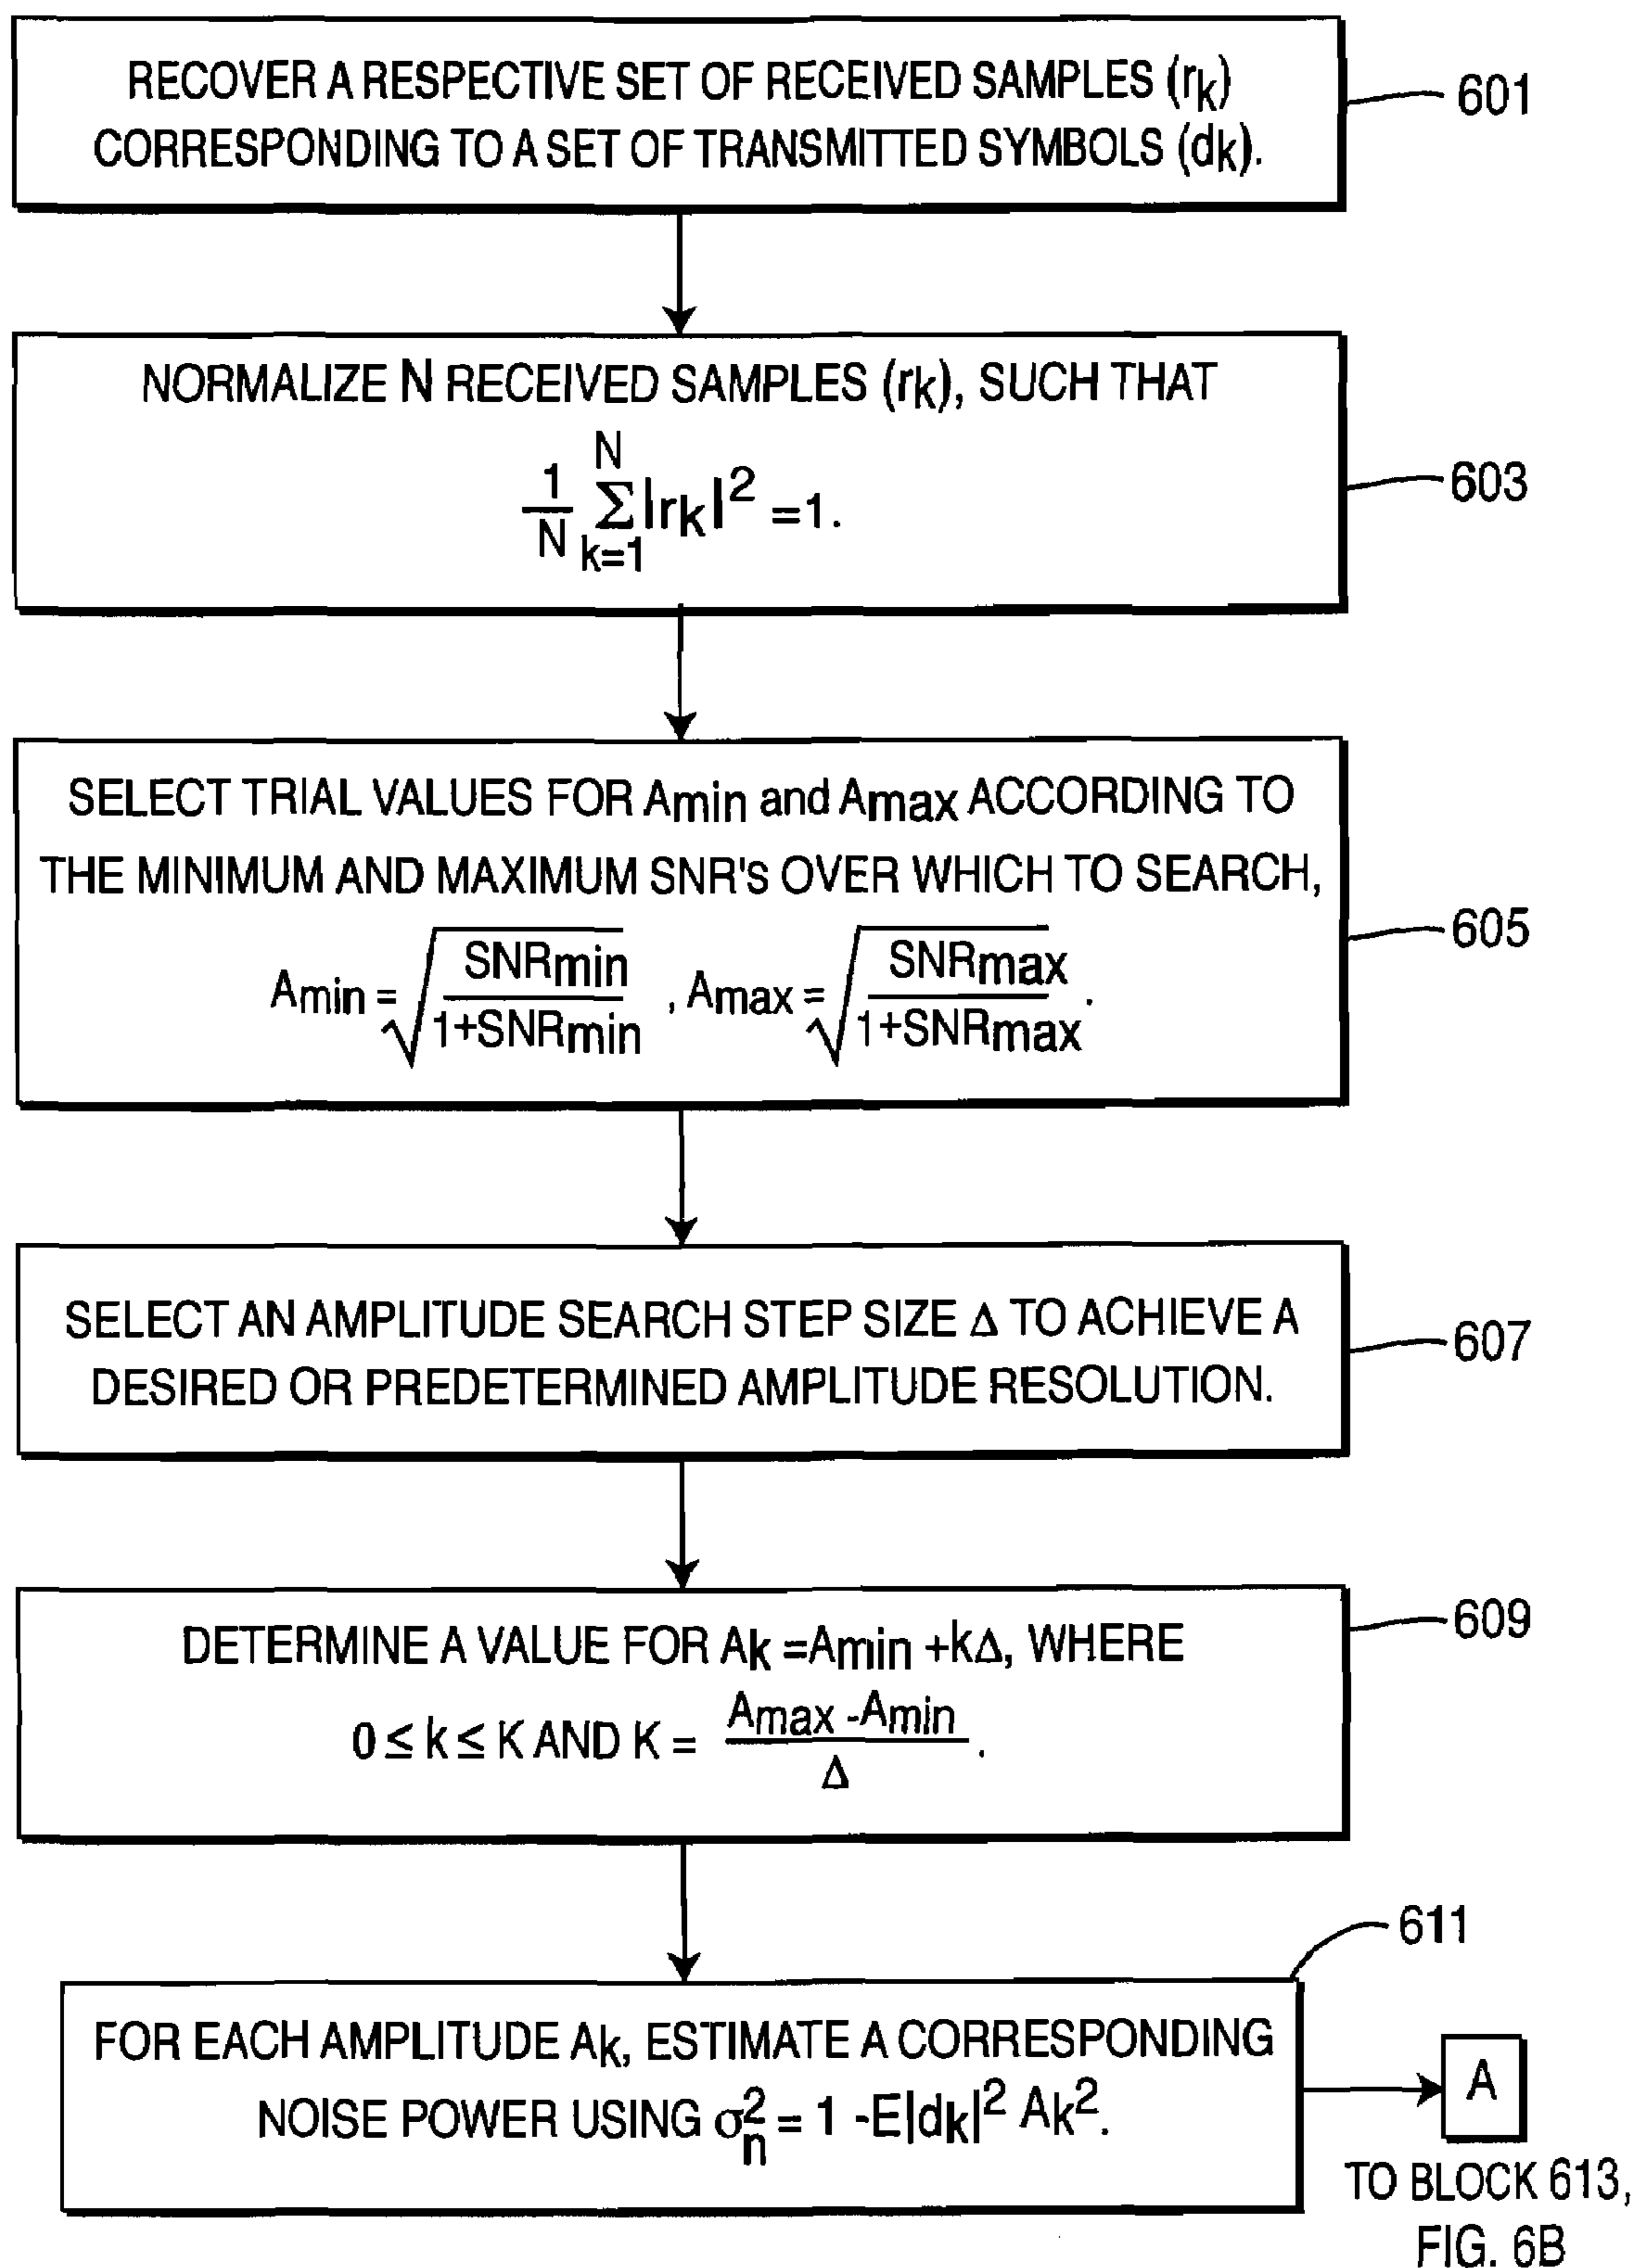 RECOVER A RESPECTIVE SET OF RECEIVED SAMPLES (rk)
CORRESPONDING TO A SET OF TRANSMITTED SYMBOLS (dk).
601
NORMALIZE N RECEIVED SAMPLES (rk), SUCH THAT
1/N N Σ k=1 |rk|² =1.
603
SELECT TRIAL VALUES FOR Amin and Amax ACCORDING TO
THE MINIMUM AND MAXIMUM SNR's OVER WHICH TO SEARCH,
Amin = √(SNRmin / 1+SNRmin) , Amax = √(SNRmax / 1+SNRmax) .
605
SELECT AN AMPLITUDE SEARCH STEP SIZE Δ TO ACHIEVE A
DESIRED OR PREDETERMINED AMPLITUDE RESOLUTION.
607
DETERMINE A VALUE FOR Ak =Amin +kΔ, WHERE
0 ≤ k ≤ K AND K = Amax -Amin / Δ .
609
611
FOR EACH AMPLITUDE Ak, ESTIMATE A CORRESPONDING
NOISE POWER USING σn² = 1 -E|dk|² Ak².
A
TO BLOCK 613,
FIG. 6B